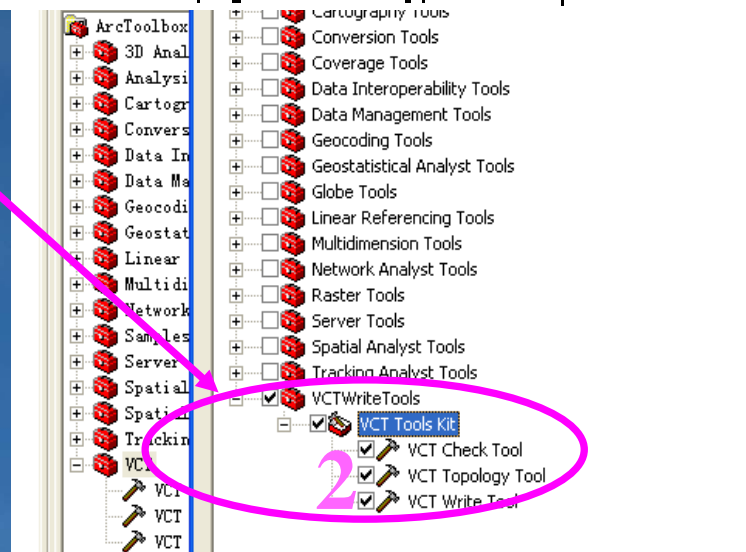 ArcToolbox
3D Anal
Analysi
Cartogr
Convers
Data In
Data Ma
Geocodi
Geostat
Linear
Multidi
Network
Samples
Server
Spatial
Spatial
Trackin
VCT
VCT
VCT
VCT
Cartography Tools
Conversion Tools
Coverage Tools
Data Interoperability Tools
Data Management Tools
Geocoding Tools
Geostatistical Analyst Tools
Globe Tools
Linear Referencing Tools
Multidimension Tools
Network Analyst Tools
Raster Tools
Server Tools
Spatial Analyst Tools
Tracking Analyst Tools
VCTWriteTools
VCT Tools Kit
VCT Check Tool
VCT Topology Tool
VCT Write Tool
2